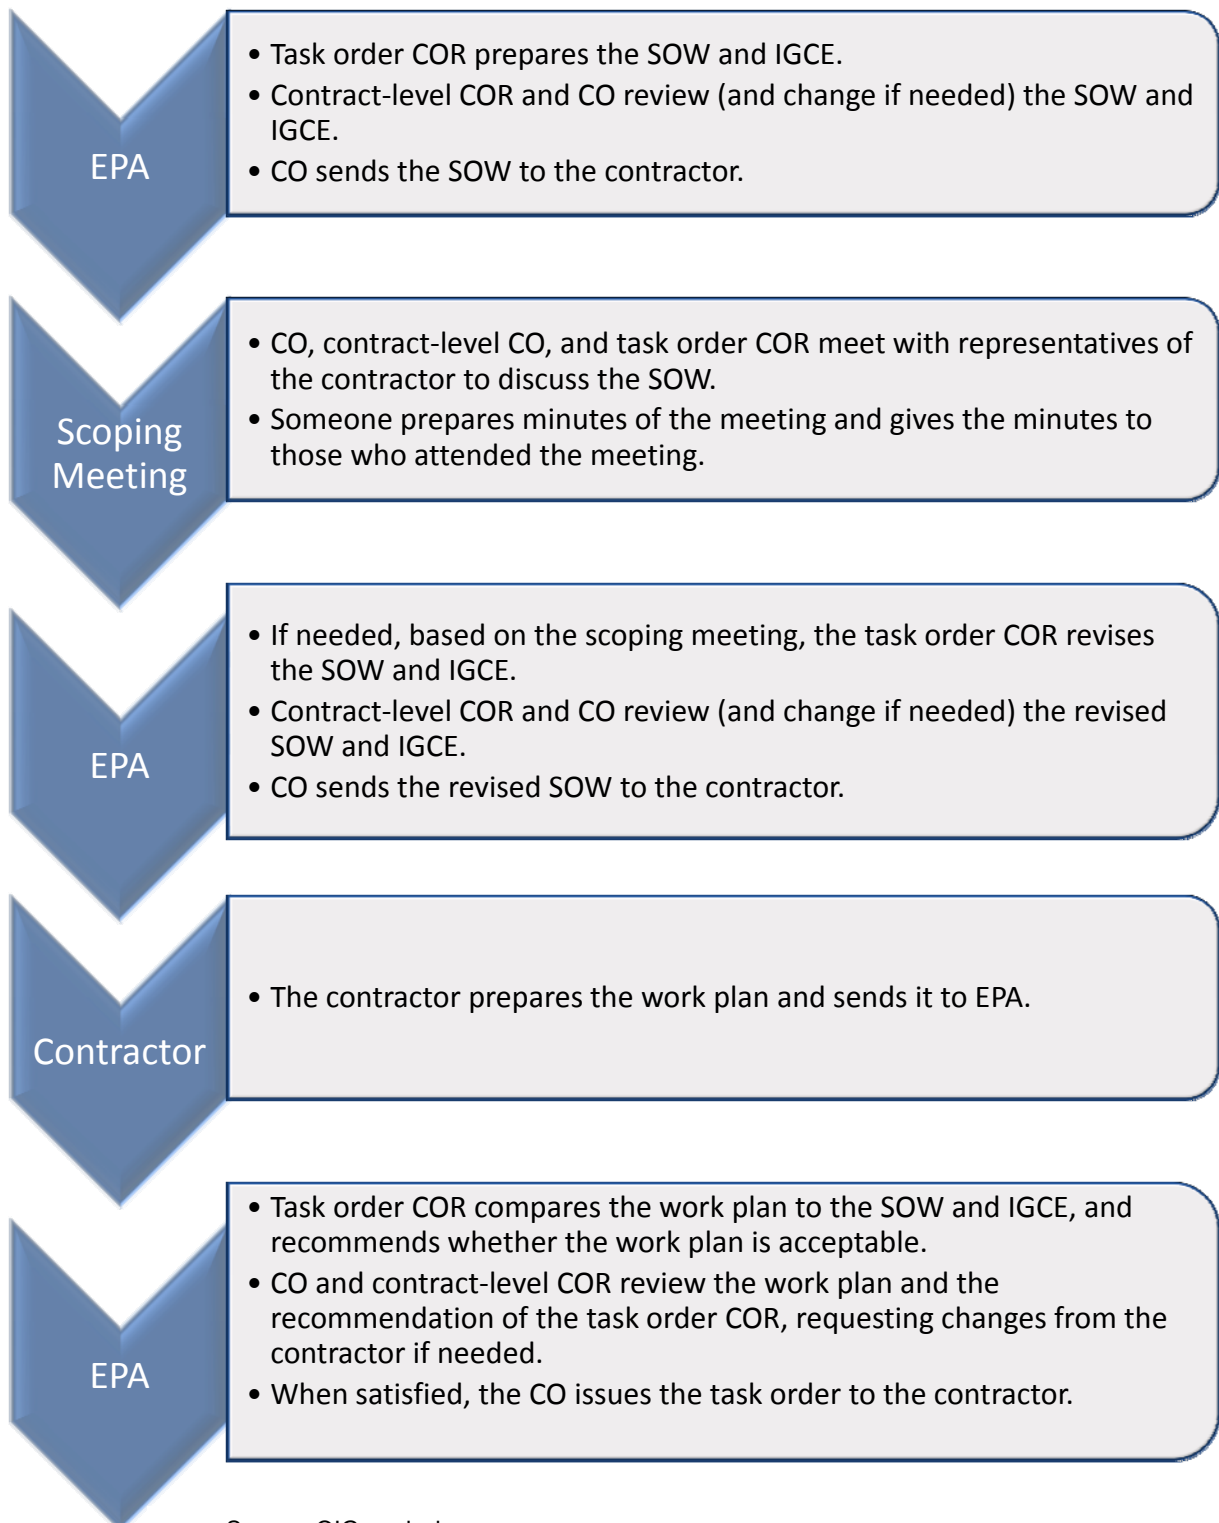 EPA
• Task order COR prepares the SOW and IGCE.
• Contract-level COR and CO review (and change if needed) the SOW and
IGCE.
• CO sends the SOW to the contractor.
Scoping
Meeting
• CO, contract-level CO, and task order COR meet with representatives of
the contractor to discuss the SOW.
• Someone prepares minutes of the meeting and gives the minutes to
those who attended the meeting.
EPA
• If needed, based on the scoping meeting, the task order COR revises
the SOW and IGCE.
• Contract-level COR and CO review (and change if needed) the revised
SOW and IGCE.
• CO sends the revised SOW to the contractor.
Contractor
• The contractor prepares the work plan and sends it to EPA.
EPA
• Task order COR compares the work plan to the SOW and IGCE, and
recommends whether the work plan is acceptable.
• CO and contract-level COR review the work plan and the
recommendation of the task order COR, requesting changes from the
contractor if needed.
• When satisfied, the CO issues the task order to the contractor.